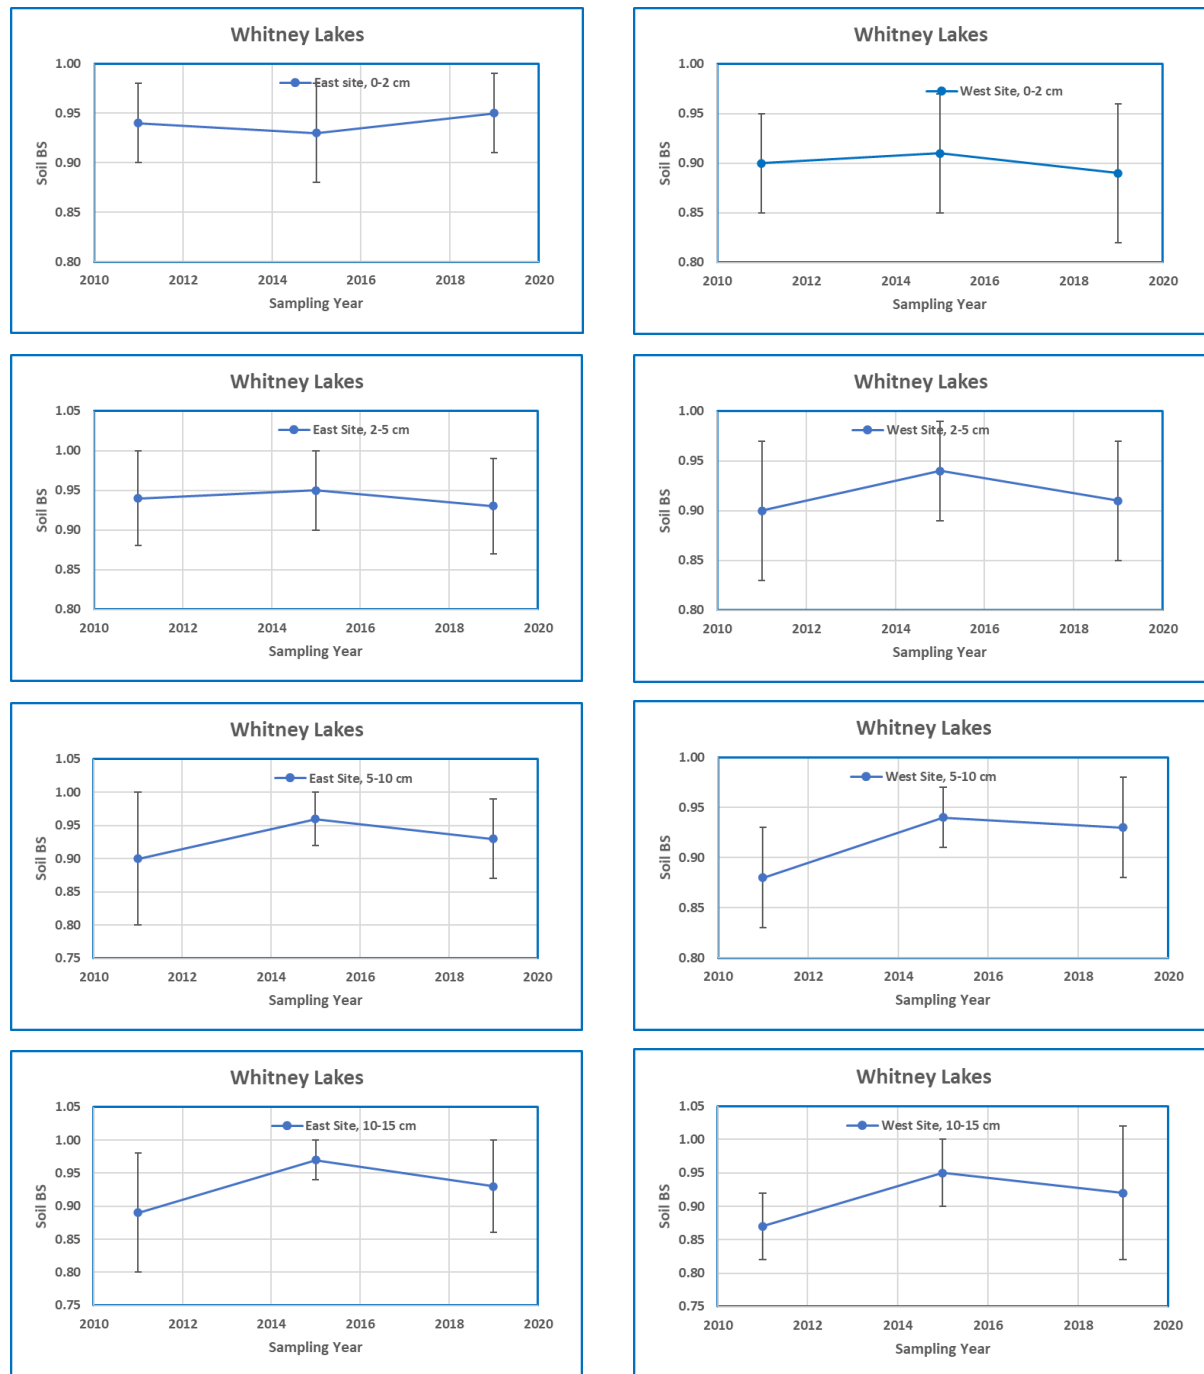 Whitney Lakes
East site, 0-2 cm
1.00
0.95
0.90
0.85
0.80
Soil BS
2010 2012 2014 2016 2018 2020
Sampling Year
Whitney Lakes
West Site, 0-2 cm
1.00
0.95
0.90
0.85
0.80
Soil BS
2010 2012 2014 2016 2018 2020
Sampling Year
Whitney Lakes
East Site, 2-5 cm
1.05
1.00
0.95
0.90
0.85
0.80
Soil BS
2010 2012 2014 2016 2018 2020
Sampling Year
Whitney Lakes
West Site, 2-5 cm
1.00
0.95
0.90
0.85
0.80
Soil BS
2010 2012 2014 2016 2018 2020
Sampling Year
Whitney Lakes
East Site, 5-10 cm
1.05
1.00
0.95
0.90
0.85
0.80
0.75
Soil BS
2010 2012 2014 2016 2018 2020
Sampling Year
Whitney Lakes
West Site, 5-10 cm
1.00
0.95
0.90
0.85
0.80
Soil BS
2010 2012 2014 2016 2018 2020
Sampling Year
Whitney Lakes
East Site, 10-15 cm
1.05
1.00
0.95
0.90
0.85
0.80
0.75
Soil BS
2010 2012 2014 2016 2018 2020
Sampling Year
Whitney Lakes
West Site, 10-15 cm
1.05
1.00
0.95
0.90
0.85
0.80
0.75
Soil BS
2010 2012 2014 2016 2018 2020
Sampling Year